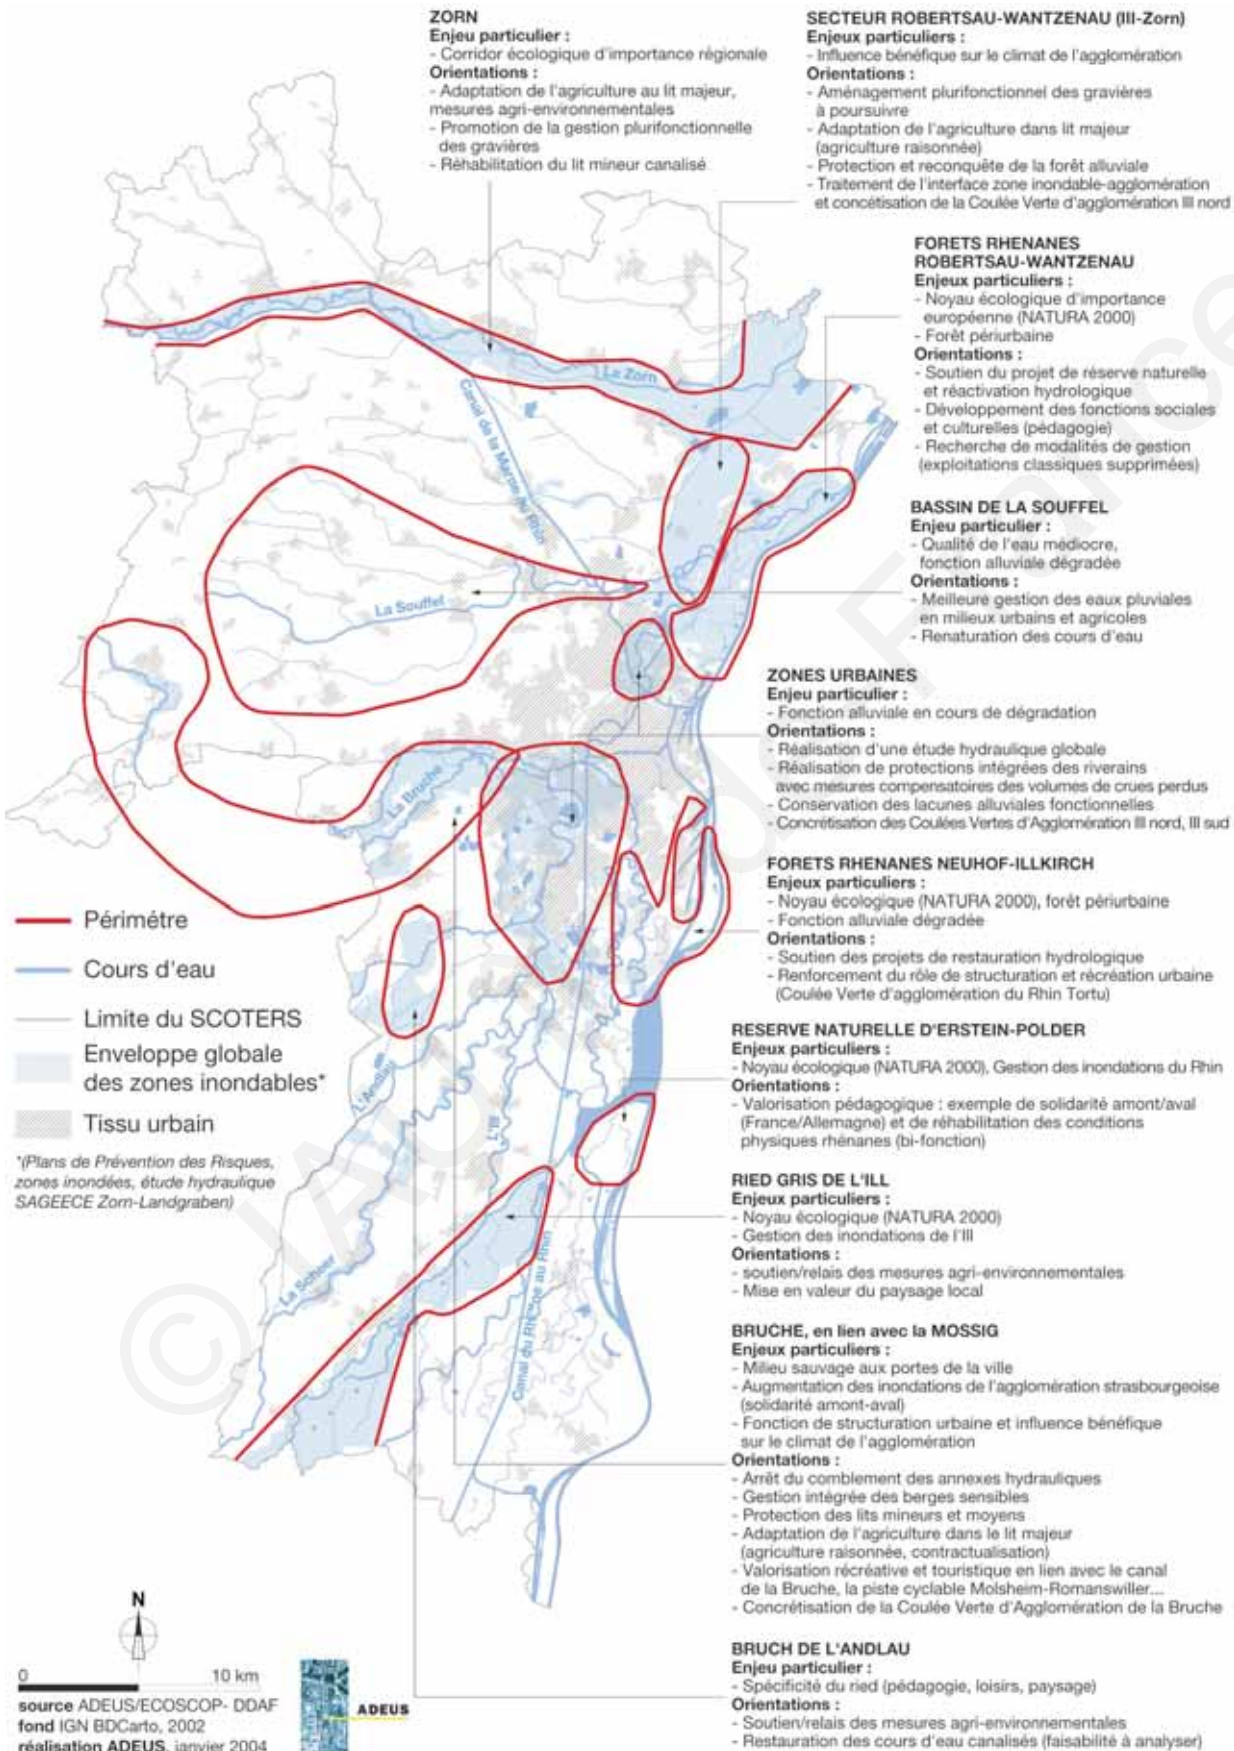 ZORN
Enjeu particulier :
- Corridor écologique d'importance régionale
Orientations :
- Adaptation de l'agriculture au lit majeur,
mesures agri-environnementales
- Promotion de la gestion plurifonctionnelle
des gravières
- Réhabilitation du lit mineur canalisé
SECTEUR ROBERTSAU-WANTZENAU (Ill-Zorn)
Enjeux particuliers :
- Influence bénéfique sur le climat de l'agglomération
Orientations :
- Aménagement plurifonctionnel des gravières
à poursuivre
- Adaptation de l'agriculture dans lit majeur
(agriculture raisonnée)
- Protection et reconquête de la forêt alluviale
- Traitement de l'interface zone inondable-agglomération
et concétisation de la Coulée Verte d'agglomération Ill nord
FORETS RHENANES
ROBERTSAU-WANTZENAU
Enjeux particuliers :
- Noyau écologique d'importance
européenne (NATURA 2000)
- Forêt périurbaine
Orientations :
- Soutien du projet de réserve naturelle
et réactivation hydrologique
- Développement des fonctions sociales
et culturelles (pédagogie)
- Recherche de modalités de gestion
(exploitations classiques supprimées)
BASSIN DE LA SOUFFEL
Enjeu particulier :
- Qualité de l'eau médiocre,
fonction alluviale dégradée
Orientations :
- Meilleure gestion des eaux pluviales
en milieux urbains et agricoles
- Renaturation des cours d'eau
ZONES URBAINES
Enjeu particulier :
- Fonction alluviale en cours de dégradation
Orientations :
- Réalisation d'une étude hydraulique globale
- Réalisation de protections intégrées des riverains
avec mesures compensatoires des volumes de crues perdus
- Conservation des lacunes alluviales fonctionnelles
- Concrétisation des Coulées Vertes d'Agglomération Ill nord, Ill sud
FORETS RHENANES NEUHOF-ILLKIRCH
Enjeux particuliers :
- Noyau écologique (NATURA 2000), forêt périurbaine
- Fonction alluviale dégradée
Orientations :
- Soutien des projets de restauration hydrologique
- Renforcement du rôle de structuration et récréation urbaine
(Coulée Verte d'agglomération du Rhin Tortu)
RESERVE NATURELLE D'ERSTEIN-POLDER
Enjeux particuliers :
- Noyau écologique (NATURA 2000), Gestion des inondations du Rhin
Orientations :
- Valorisation pédagogique : exemple de solidarité amont/aval
(France/Allemagne) et de réhabilitation des conditions
physiques rhénanes (bi-fonction)
RIED GRIS DE L'ILL
Enjeux particuliers :
- Noyau écologique (NATURA 2000)
- Gestion des inondations de l'Ill
Orientations :
- soutien/relais des mesures agri-environnementales
- Mise en valeur du paysage local
BRUCHE, en lien avec la MOSSIG
Enjeux particuliers :
- Milieu sauvage aux portes de la ville
- Augmentation des inondations de l'agglomération strasbourgeoise
(solidarité amont-aval)
- Fonction de structuration urbaine et influence bénéfique
sur le climat de l'agglomération
Orientations :
- Arrêt du comblement des annexes hydrauliques
- Gestion intégrée des berges sensibles
- Protection des lits mineurs et moyens
- Adaptation de l'agriculture dans le lit majeur
(agriculture raisonnée, contractualisation)
- Valorisation récréative et touristique en lien avec le canal
de la Bruche, la piste cyclable Molsheim-Romanswiller...
- Concrétisation de la Coulée Verte d'Agglomération de la Bruche
BRUCH DE L'ANDLAU
Enjeu particulier :
- Spécificité du ried (pédagogie, loisirs, paysage)
Orientations :
- Soutien/relais des mesures agri-environnementales
- Restauration des cours d'eau canalisés (faisabilité à analyser)
La Zorn
Canal de la Marne au Rhin
La Souffel
La Bruche
L'Andlau
L'Ill
La Scheer
Canal du Rhône au Rhin
Périmétre
Cours d'eau
Limite du SCOTERS
Enveloppe globale
des zones inondables*
Tissu urbain
*(Plans de Prévention des Risques,
zones inondées, étude hydraulique
SAGEECE Zorn-Landgraben)
N
0 10 km
source ADEUS/ECOSCOP- DDAF
fond IGN BDCarto, 2002
réalisation ADEUS, janvier 2004
ADEUS